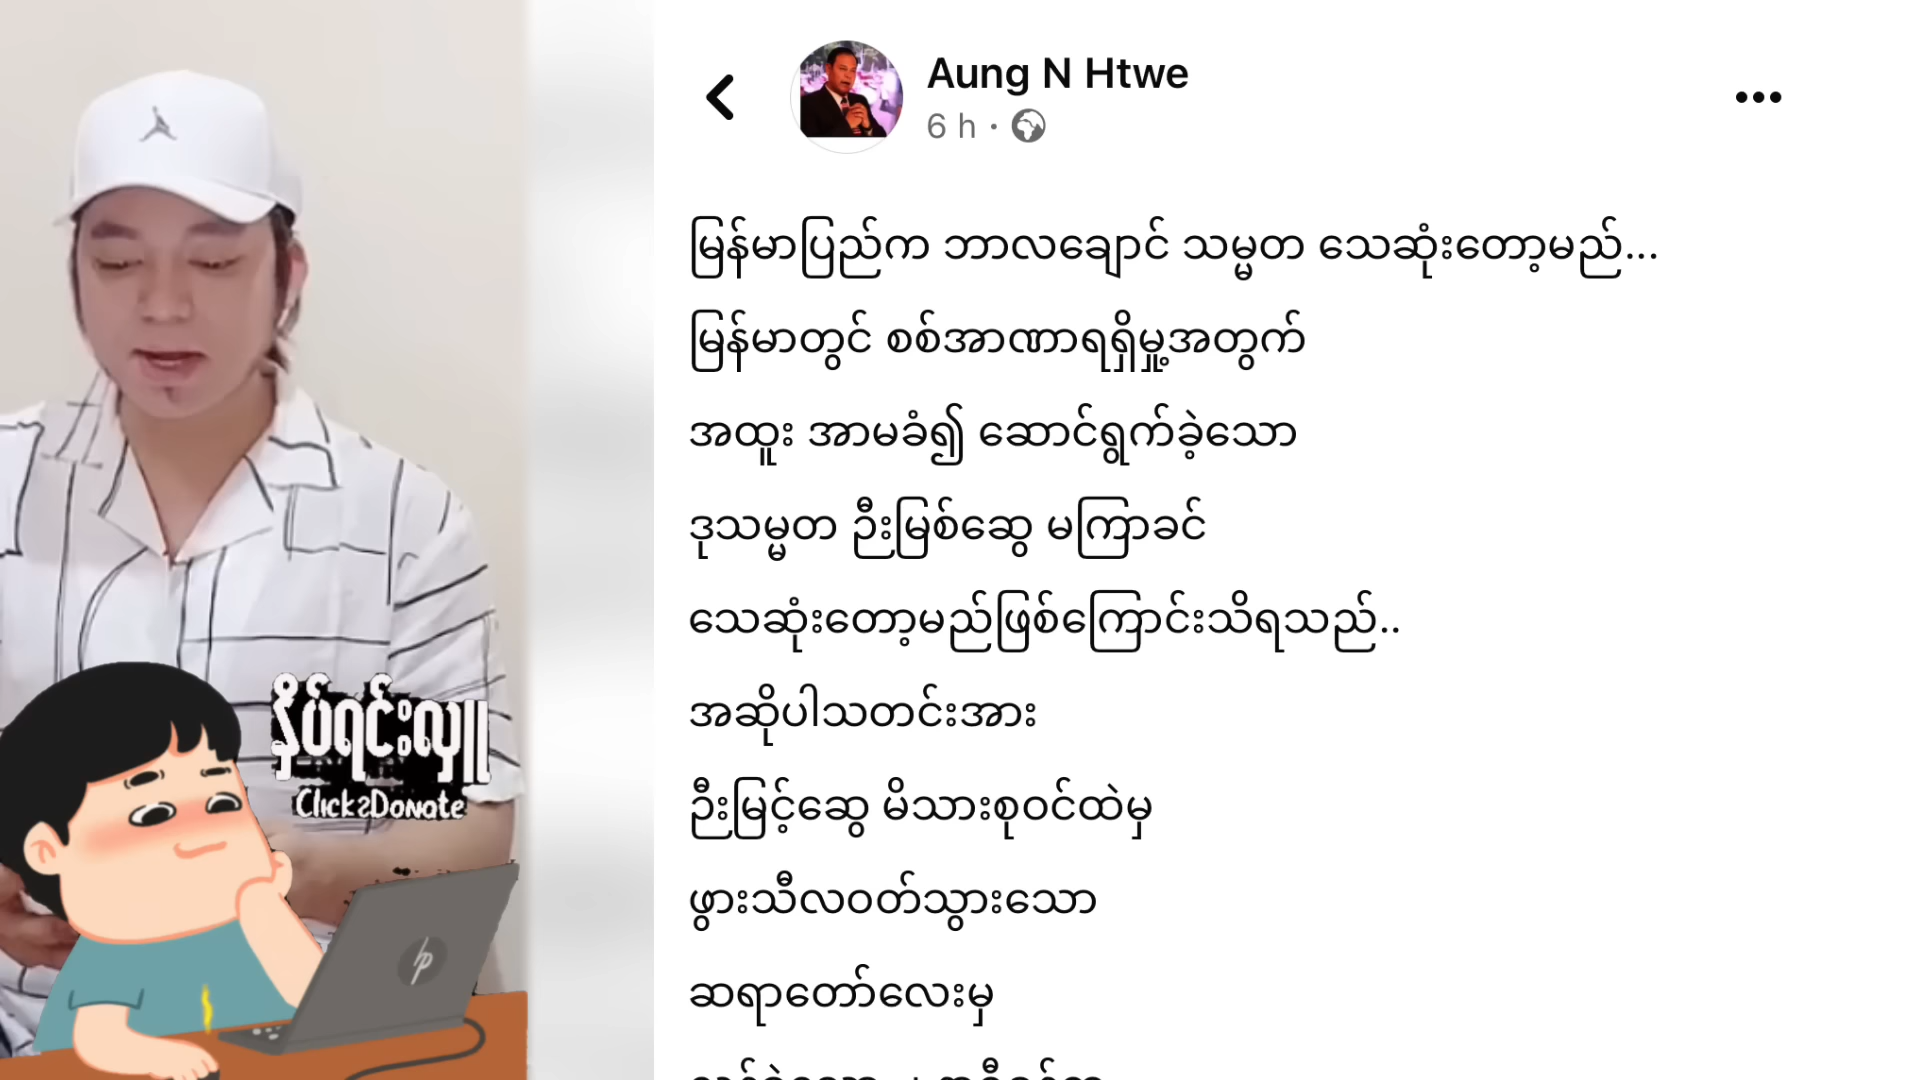 Aung N Htwe
6 h ·
မြန်မာပြည်က ဘာလချောင် သမ္မတ သေဆုံးတော့မည်...
မြန်မာတွင် စစ်အာဏာရရှိမှု့အတွက်
အထူး အာမခံ၍ ဆောင်ရွက်ခဲ့သော
ဒုသမ္မတ ဦးမြစ်ဆွေ မကြာခင်
သေဆုံးတော့မည်ဖြစ်ကြောင်းသိရသည်..
အဆိုပါသတင်းအား
ဦးမြင့်ဆွေ မိသားစုဝင်ထဲမှ
ဖွားသီလဝတ်သွားသော
ဆရာတော်လေးမှ
နှိပ်ရင်းလှူ
Click2Donate
hp